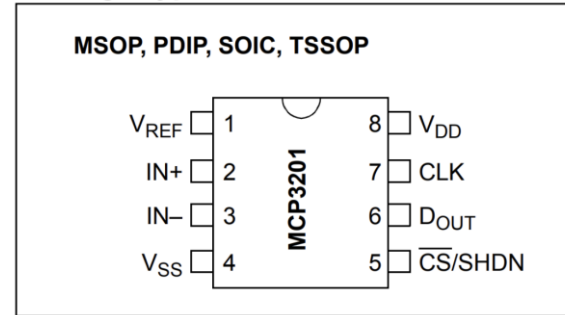 MSOP, PDIP, SOIC, TSSOP
VREF 1 8 VDD
IN+ 2 7 CLK
IN– 3 6 DOUT
VSS 4 5 C̅S̅/SHDN
MCP3201